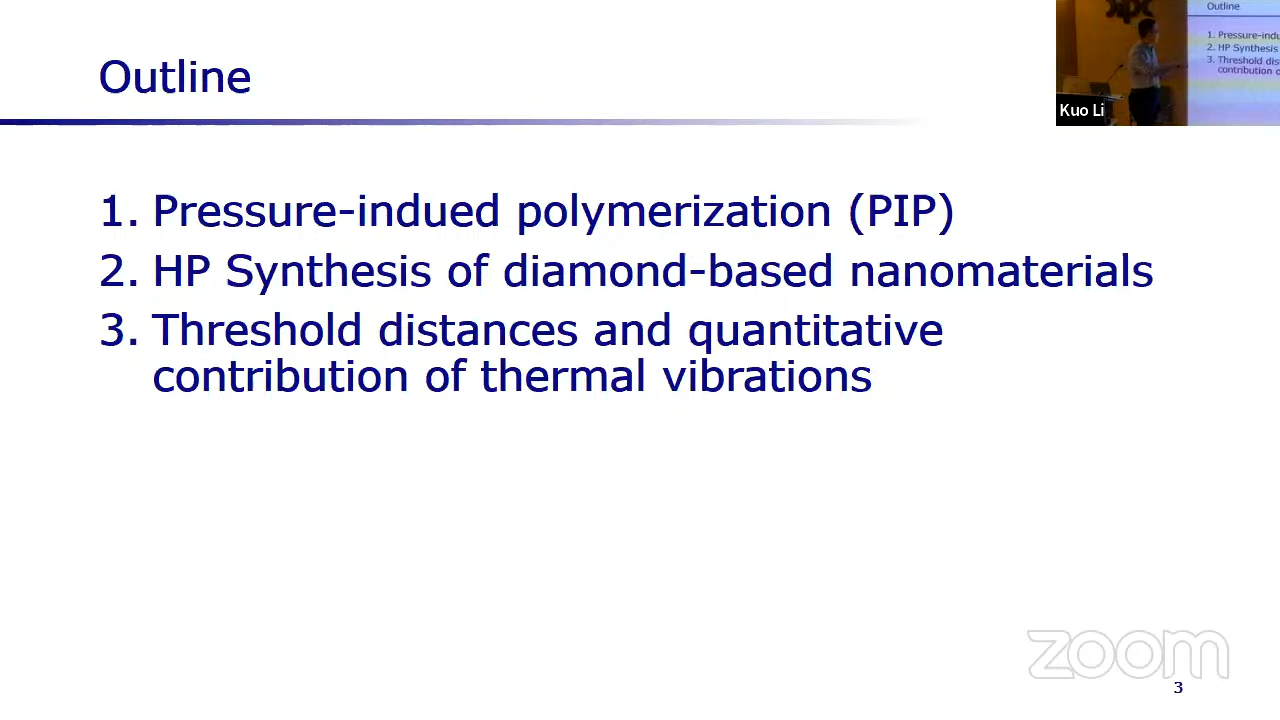 Outline
1. Pressure-indued polymerization (PIP)
2. HP Synthesis of diamond-based nanomaterials
3. Threshold distances and quantitative
contribution of thermal vibrations
Outline
1. Pressure-indu
2. HP Synthesis
3. Threshold dis
contribution o
Kuo Li
zoom
3